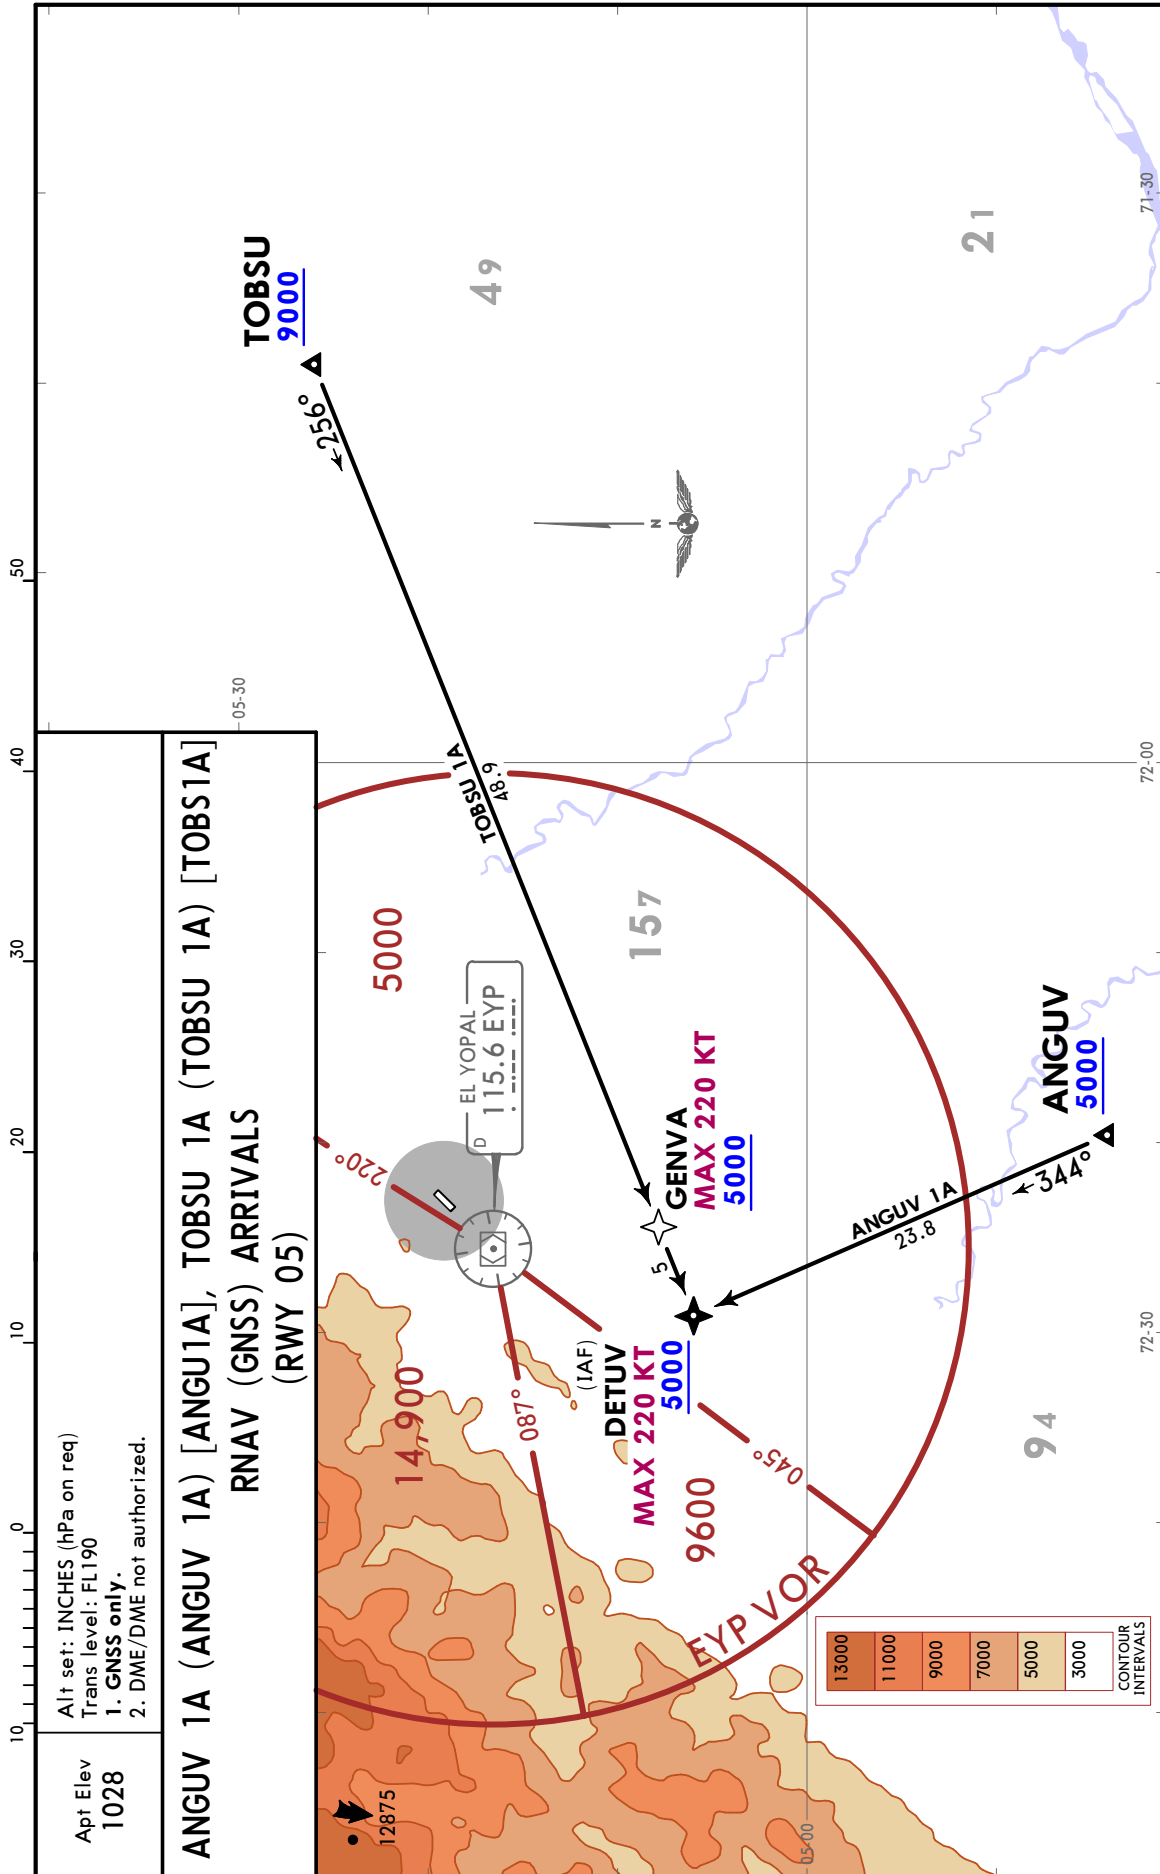 10 0 10 20 30 40 50
Apt Elev
1028
Alt set: INCHES (hPa on req)
Trans level: FL190
1. GNSS only.
2. DME/DME not authorized.
ANGUV 1A (ANGUV 1A) [ANGU1A], TOBSU 1A (TOBSU 1A) [TOBS1A]
RNAV (GNSS) ARRIVALS
(RWY 05)
05-30
TOBSU
9000
256°
49
5000
14,900
12875
220°
D
EL YOPAL
115.6 EYP
TOBSU 1A
48.9
N
087°
157
(IAF)
DETUV
MAX 220 KT
5000
5
GENVA
MAX 220 KT
5000
9600
045°
EYP VOR
ANGUV 1A
23.8
344°
ANGUV
5000
21
94
05-00
13000
11000
9000
7000
5000
3000
CONTOUR
INTERVALS
72-30
72-00
71-30